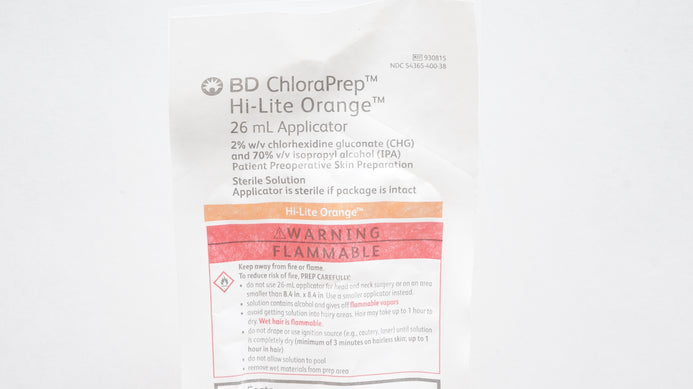 REF 930815
NDC 54365-400-38
BD ChloraPrep™
Hi-Lite Orange™
26 mL Applicator
2% w/v chlorhexidine gluconate (CHG)
and 70% v/v isopropyl alcohol (IPA)
Patient Preoperative Skin Preparation
Sterile Solution
Applicator is sterile if package is intact
Hi-Lite Orange™
⚠WARNING
FLAMMABLE
Keep away from fire or flame.
To reduce risk of fire, PREP CAREFULLY:
• do not use 26-mL applicator for head and neck surgery or on an area
smaller than 8.4 in. x 8.4 in. Use a smaller applicator instead.
• solution contains alcohol and gives off flammable vapors
• avoid getting solution into hairy areas. Hair may take up to 1 hour to
dry. Wet hair is flammable.
• do not drape or use ignition source (e.g., cautery, laser) until solution
is completely dry (minimum of 3 minutes on hairless skin; up to 1
hour in hair)
• do not allow solution to pool
• remove wet materials from prep area